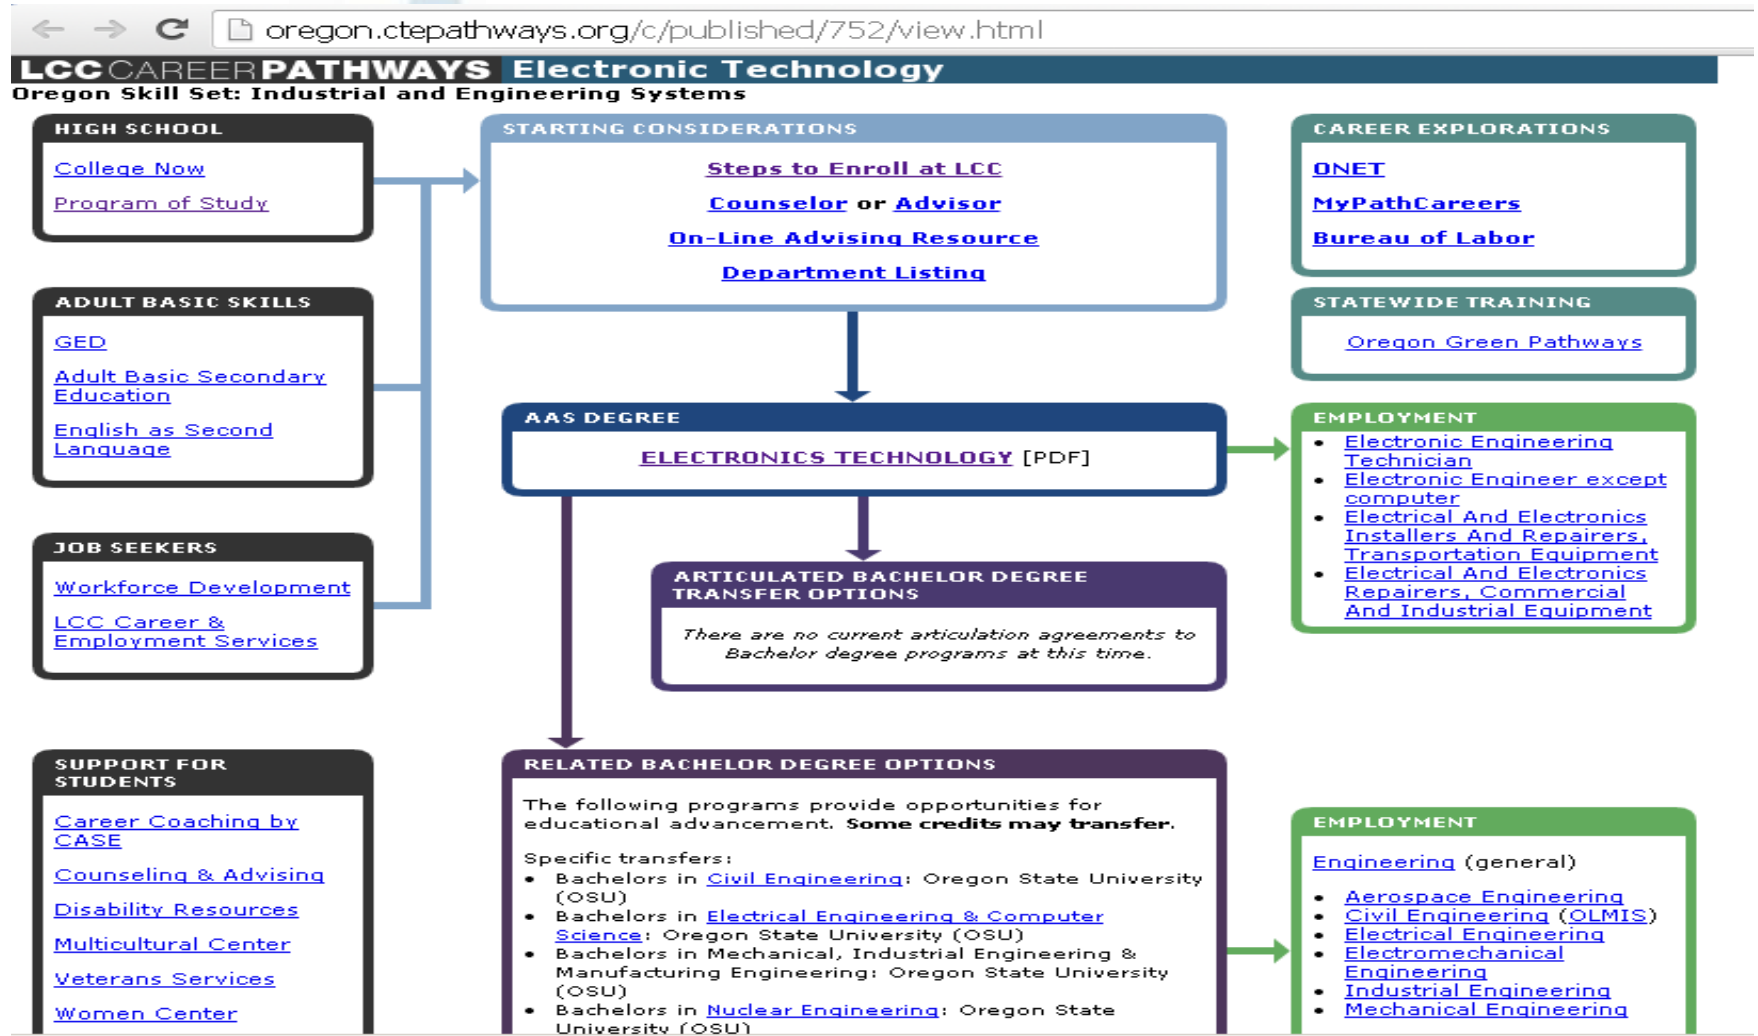 oregon.ctepathways.org/c/published/752/view.html
LCC CAREER PATHWAYS Electronic Technology
Oregon Skill Set: Industrial and Engineering Systems
HIGH SCHOOL
College Now
Program of Study
ADULT BASIC SKILLS
GED
Adult Basic Secondary
Education
English as Second
Language
JOB SEEKERS
Workforce Development
LCC Career &
Employment Services
SUPPORT FOR
STUDENTS
Career Coaching by
CASE
Counseling & Advising
Disability Resources
Multicultural Center
Veterans Services
Women Center
STARTING CONSIDERATIONS
Steps to Enroll at LCC
Counselor or Advisor
On-Line Advising Resource
Department Listing
AAS DEGREE
ELECTRONICS TECHNOLOGY [PDF]
ARTICULATED BACHELOR DEGREE
TRANSFER OPTIONS
There are no current articulation agreements to
Bachelor degree programs at this time.
RELATED BACHELOR DEGREE OPTIONS
The following programs provide opportunities for
educational advancement. Some credits may transfer.
Specific transfers:
• Bachelors in Civil Engineering: Oregon State University
(OSU)
• Bachelors in Electrical Engineering & Computer
Science: Oregon State University (OSU)
• Bachelors in Mechanical, Industrial Engineering &
Manufacturing Engineering: Oregon State University
(OSU)
• Bachelors in Nuclear Engineering: Oregon State
University (OSU)
CAREER EXPLORATIONS
ONET
MyPathCareers
Bureau of Labor
STATEWIDE TRAINING
Oregon Green Pathways
EMPLOYMENT
• Electronic Engineering
Technician
• Electronic Engineer except
computer
• Electrical And Electronics
Installers And Repairers,
Transportation Equipment
• Electrical And Electronics
Repairers, Commercial
And Industrial Equipment
EMPLOYMENT
Engineering (general)
• Aerospace Engineering
• Civil Engineering (OLMIS)
• Electrical Engineering
• Electromechanical
Engineering
• Industrial Engineering
• Mechanical Engineering